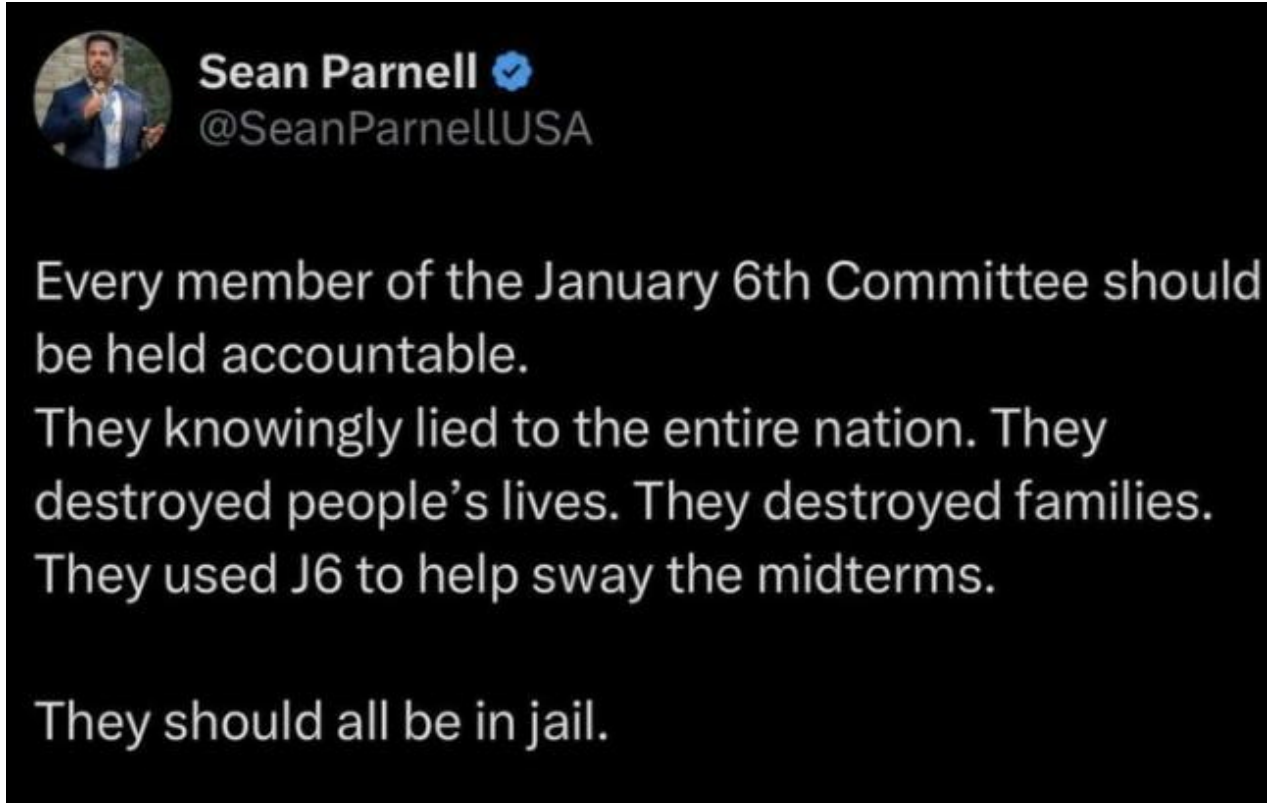 Sean Parnell
@SeanParnellUSA
Every member of the January 6th Committee should
be held accountable.
They knowingly lied to the entire nation. They
destroyed people’s lives. They destroyed families.
They used J6 to help sway the midterms.
They should all be in jail.